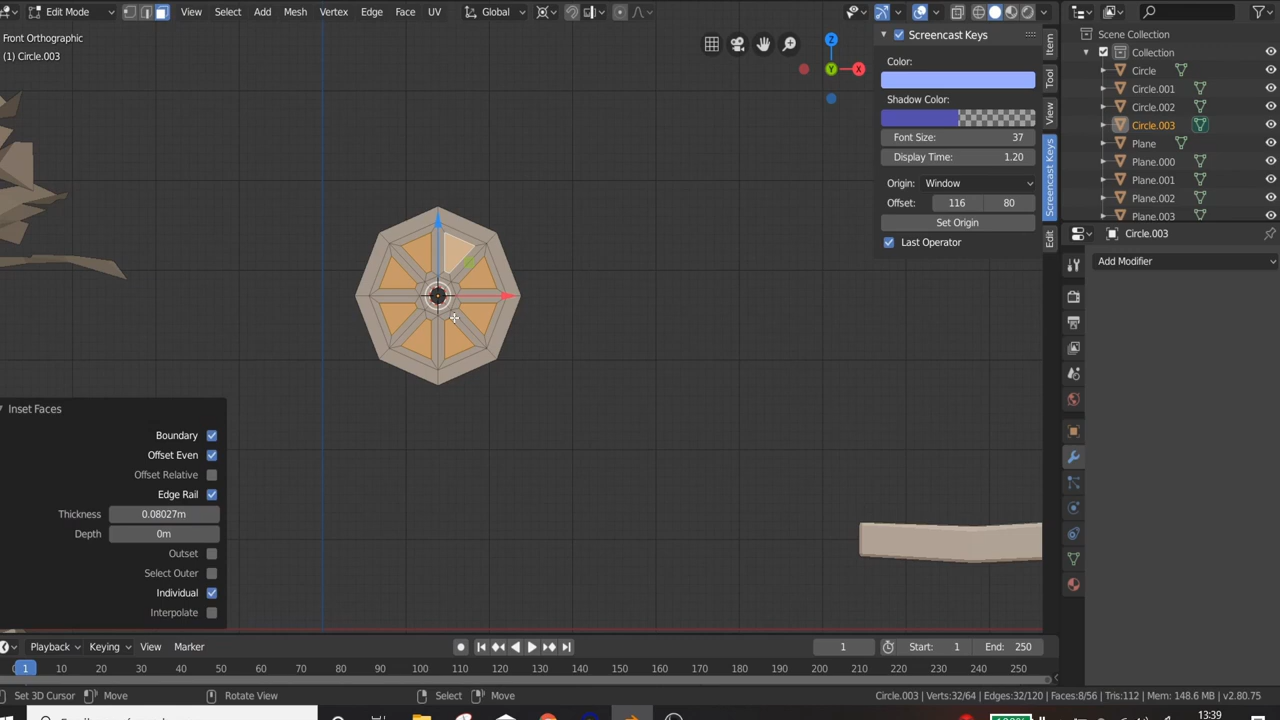 Edit Mode View Select Add Mesh Vertex Edge Face UV Global
Front Orthographic
(1) Circle.003
Z
Y
X
Screencast Keys
Color:
Shadow Color:
Font Size: 37
Display Time: 1.20
Origin: Window
Offset: 116 80
Set Origin
Last Operator
Item
Tool
View
Screencast Keys
Edit
Scene Collection
Collection
Circle
Circle.001
Circle.002
Circle.003
Plane
Plane.000
Plane.001
Plane.002
Plane.003
Circle.003
Add Modifier
Inset Faces
Boundary
Offset Even
Offset Relative
Edge Rail
Thickness 0.08027m
Depth 0m
Outset
Select Outer
Individual
Interpolate
Playback Keying View Marker 1 Start: 1 End: 250
1 10 20 30 40 50 60 70 80 90 100 110 120 130 140 150 160 170 180 190 200 210 220 230 240 250
Set 3D Cursor Move Rotate View Select Move Circle.003 | Verts:32/64 | Edges:32/120 | Faces:8/56 | Tris:112 | Mem: 148.6 MB | v2.80.75
13:39